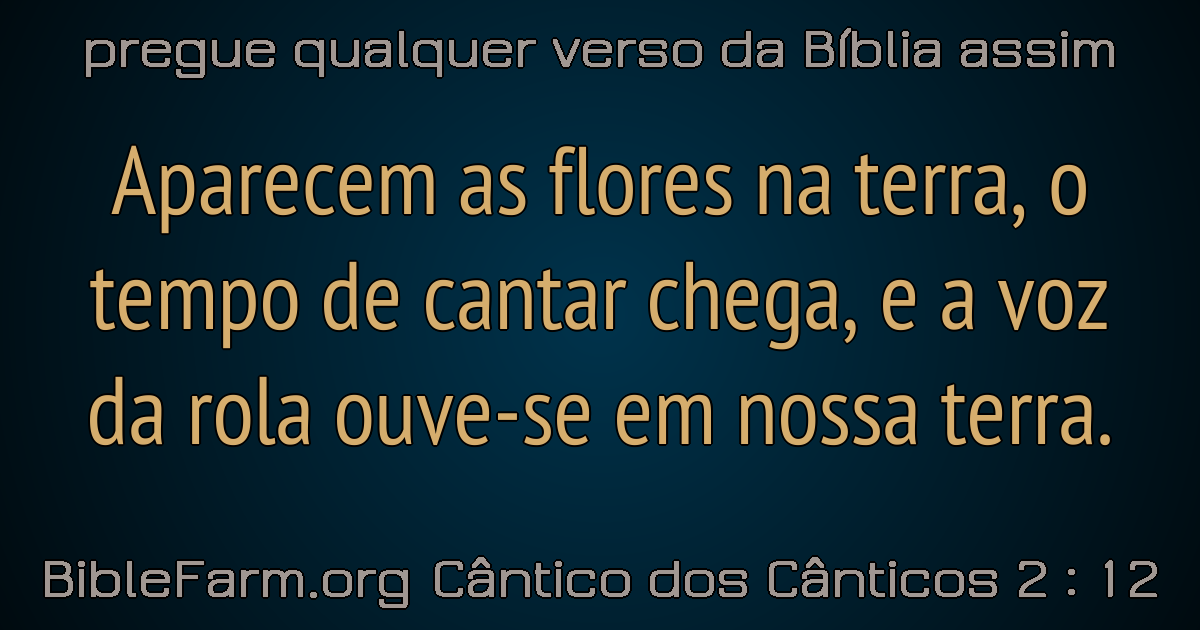 pregue qualquer verso da Bíblia assim
Aparecem as flores na terra, o
tempo de cantar chega, e a voz
da rola ouve-se em nossa terra.
BibleFarm.org Cântico dos Cânticos 2 : 12